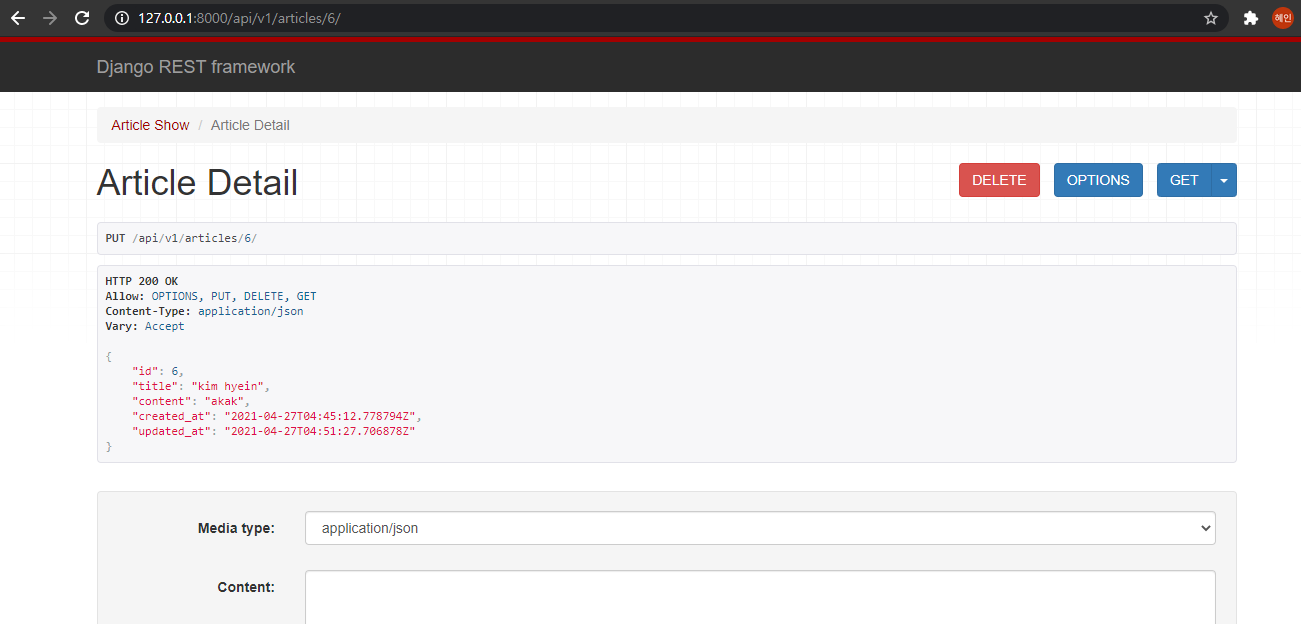 127.0.0.1:8000/api/v1/articles/6/
혜인
Django REST framework
Article Show / Article Detail
Article Detail
DELETE OPTIONS GET
PUT /api/v1/articles/6/
HTTP 200 OK
Allow: OPTIONS, PUT, DELETE, GET
Content-Type: application/json
Vary: Accept
{
"id": 6,
"title": "kim hyein",
"content": "akak",
"created_at": "2021-04-27T04:45:12.778794Z",
"updated_at": "2021-04-27T04:51:27.706878Z"
}
Media type: application/json
Content: